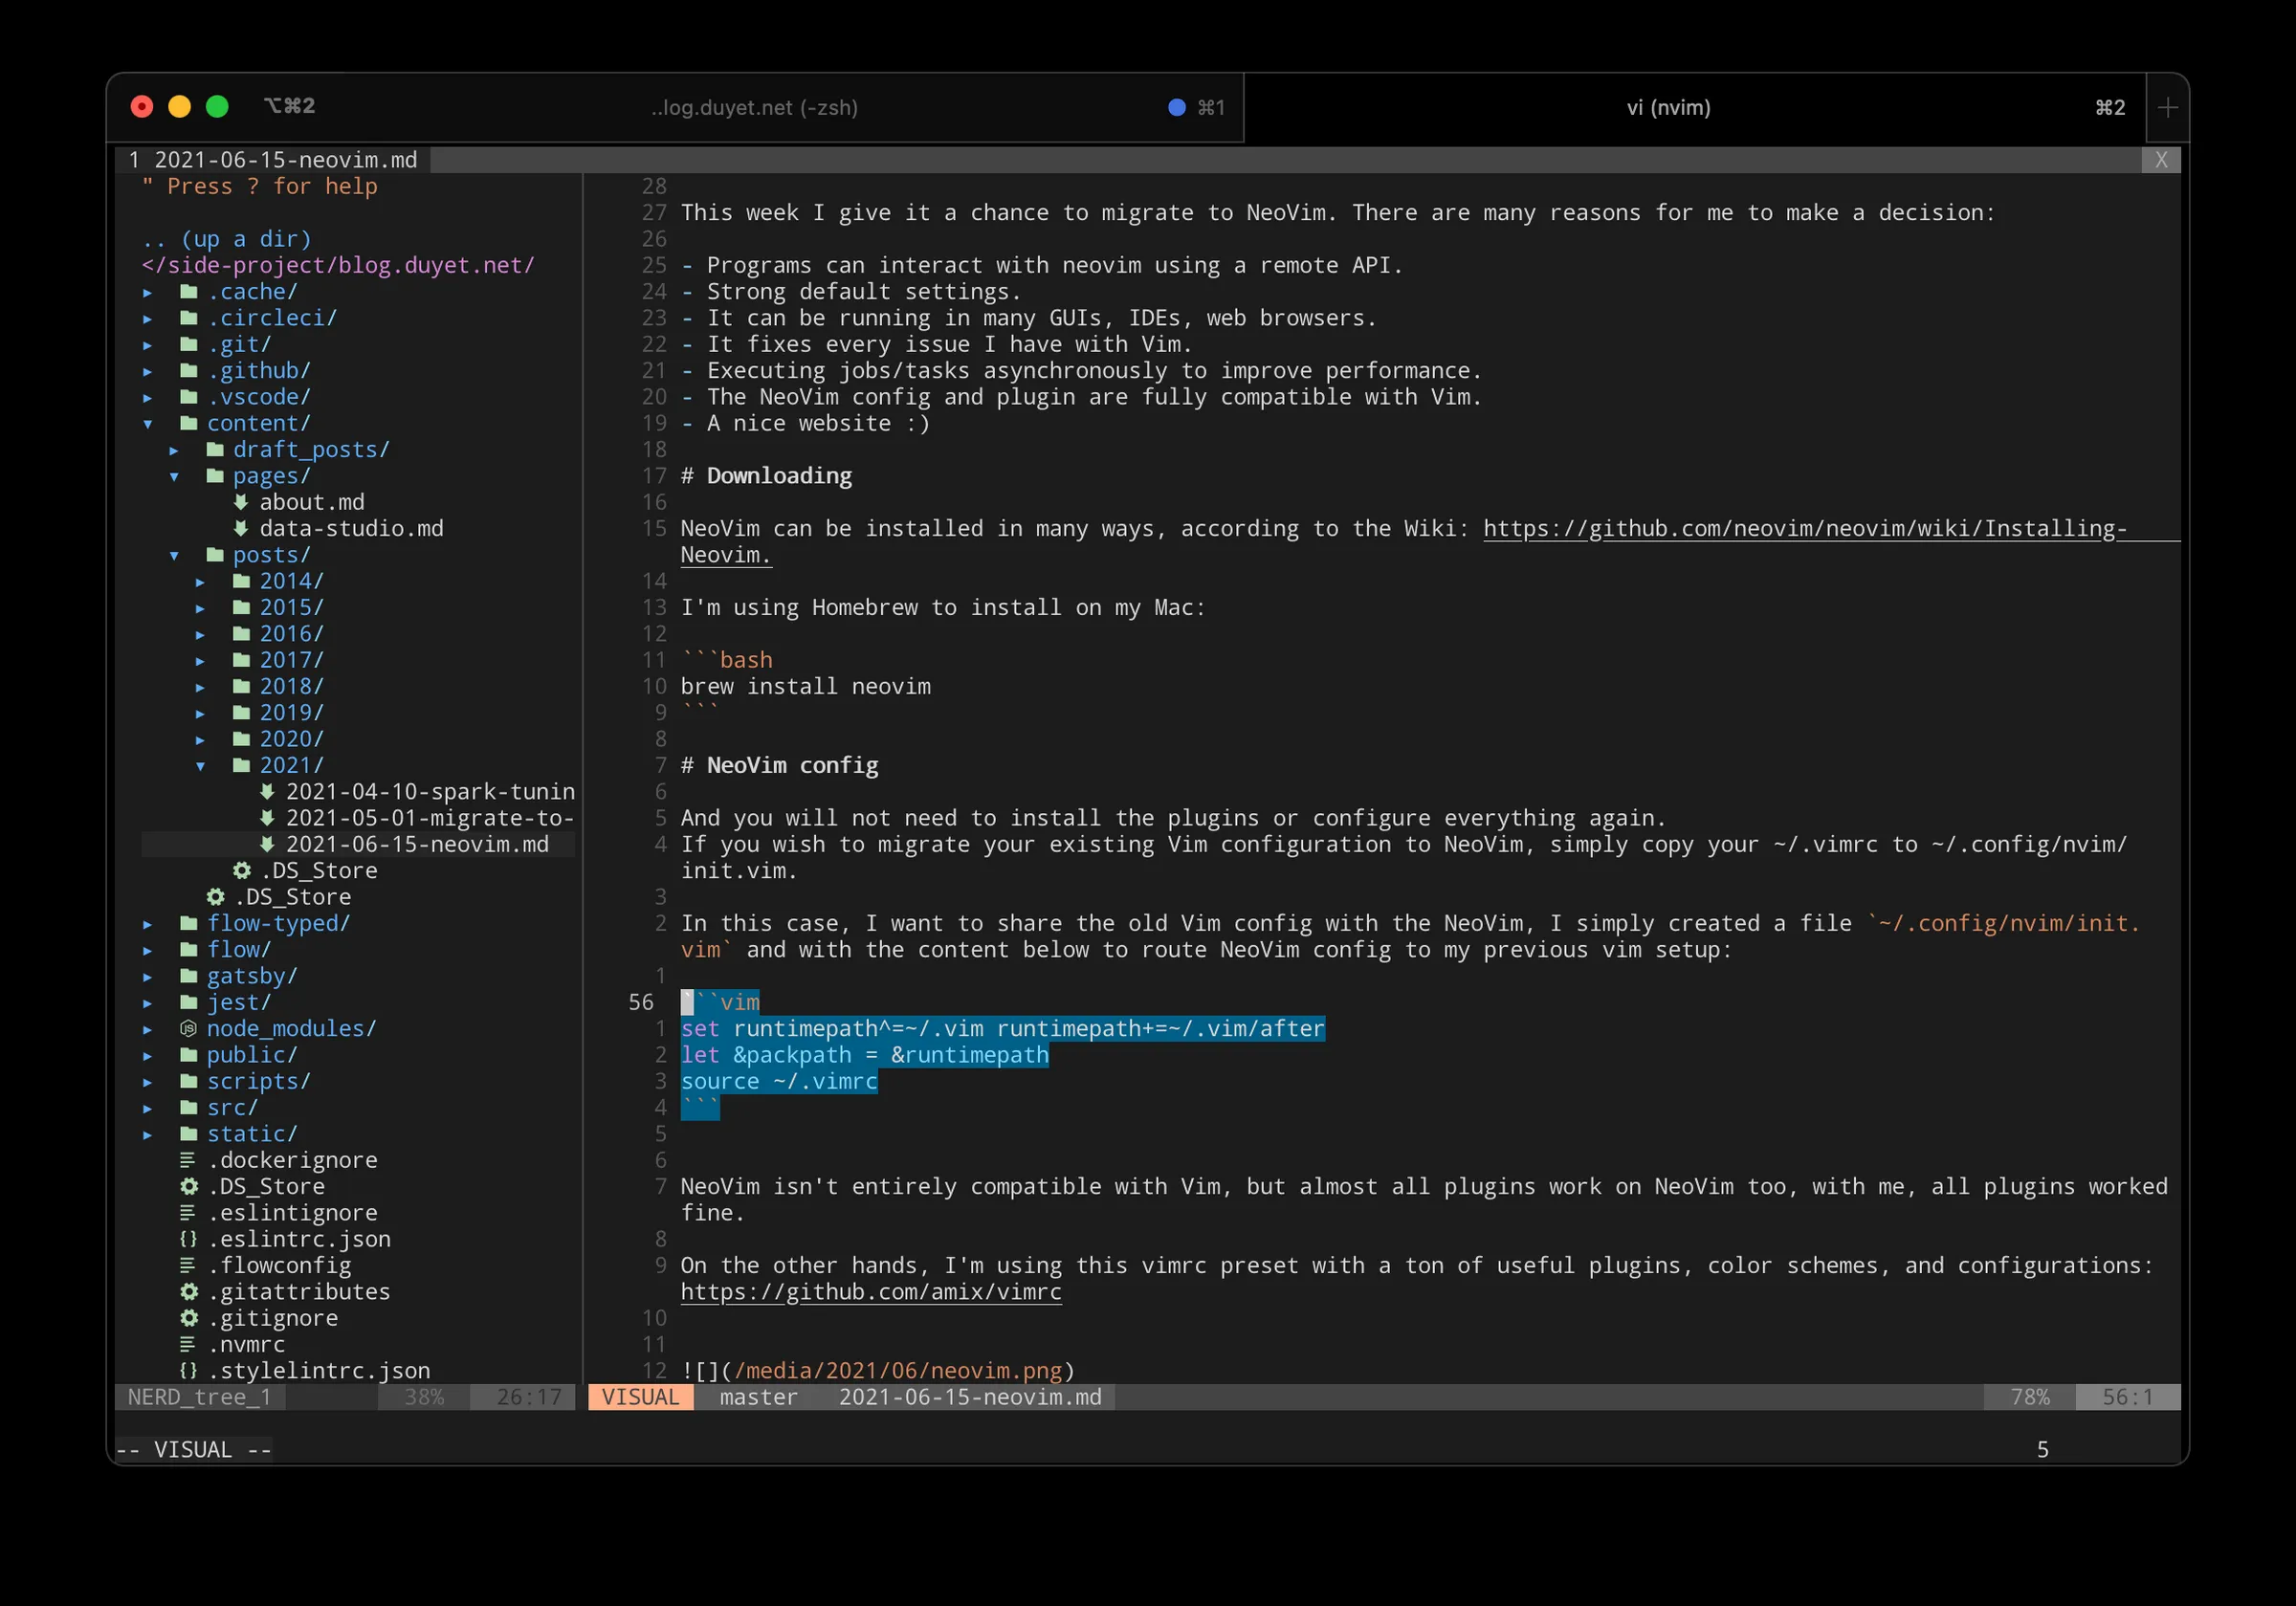 ⌥⌘2 ..log.duyet.net (-zsh) ⌘1 vi (nvim) ⌘2 +
1 2021-06-15-neovim.md X
" Press ? for help
.. (up a dir)
</side-project/blog.duyet.net/
▸ .cache/
▸ .circleci/
▸ .git/
▸ .github/
▸ .vscode/
▾ content/
▸ draft_posts/
▾ pages/
about.md
data-studio.md
▾ posts/
▸ 2014/
▸ 2015/
▸ 2016/
▸ 2017/
▸ 2018/
▸ 2019/
▸ 2020/
▾ 2021/
2021-04-10-spark-tunin
2021-05-01-migrate-to-
2021-06-15-neovim.md
.DS_Store
.DS_Store
▸ flow-typed/
▸ flow/
▸ gatsby/
▸ jest/
▸ node_modules/
▸ public/
▸ scripts/
▸ src/
▸ static/
.dockerignore
.DS_Store
.eslintignore
{} .eslintrc.json
.flowconfig
.gitattributes
.gitignore
.nvmrc
{} .stylelintrc.json
NERD_tree_1 38% 26:17
28
27 This week I give it a chance to migrate to NeoVim. There are many reasons for me to make a decision:
26
25 - Programs can interact with neovim using a remote API.
24 - Strong default settings.
23 - It can be running in many GUIs, IDEs, web browsers.
22 - It fixes every issue I have with Vim.
21 - Executing jobs/tasks asynchronously to improve performance.
20 - The NeoVim config and plugin are fully compatible with Vim.
19 - A nice website :)
18
17 # Downloading
16
15 NeoVim can be installed in many ways, according to the Wiki: https://github.com/neovim/neovim/wiki/Installing-
Neovim.
14
13 I'm using Homebrew to install on my Mac:
12
11 ```bash
10 brew install neovim
9 ```
8
7 # NeoVim config
6
5 And you will not need to install the plugins or configure everything again.
4 If you wish to migrate your existing Vim configuration to NeoVim, simply copy your ~/.vimrc to ~/.config/nvim/
init.vim.
3
2 In this case, I want to share the old Vim config with the NeoVim, I simply created a file `~/.config/nvim/init.
vim` and with the content below to route NeoVim config to my previous vim setup:
1
56 ```vim
1 set runtimepath^=~/.vim runtimepath+=~/.vim/after
2 let &packpath = &runtimepath
3 source ~/.vimrc
4 ```
5
6
7 NeoVim isn't entirely compatible with Vim, but almost all plugins work on NeoVim too, with me, all plugins worked
fine.
8
9 On the other hands, I'm using this vimrc preset with a ton of useful plugins, color schemes, and configurations:
https://github.com/amix/vimrc
10
11
12 ![](/media/2021/06/neovim.png)
VISUAL master 2021-06-15-neovim.md 78% 56:1
-- VISUAL -- 5